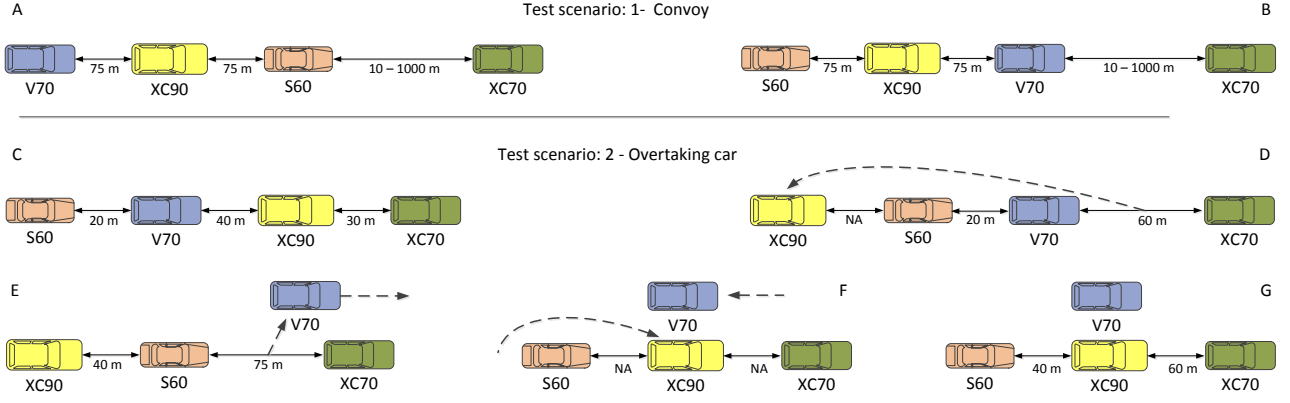 A
Test scenario: 1- Convoy
B
75 m
75 m
10 – 1000 m
V70
XC90
S60
XC70
75 m
75 m
10 – 1000 m
S60
XC90
V70
XC70
C
Test scenario: 2 - Overtaking car
D
20 m
40 m
30 m
S60
V70
XC90
XC70
NA
20 m
60 m
XC90
S60
V70
XC70
E
V70
40 m
75 m
XC90
S60
XC70
F
V70
NA
NA
S60
XC90
XC70
G
V70
40 m
60 m
S60
XC90
XC70